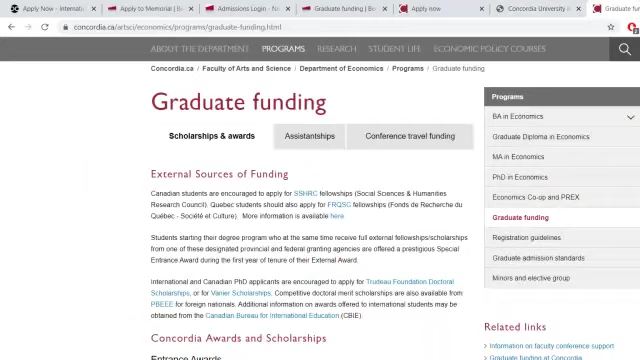 Apply Now - Internati
Apply to Memorial | Be
Admissions Login - Ne
Graduate funding | Be
Apply now
Concordia University in
Graduate fu
concordia.ca/artsci/economics/programs/graduate-funding.html
ABOUT THE DEPARTMENT PROGRAMS RESEARCH STUDENT LIFE ECONOMIC POLICY COURSES
Concordia.ca / Faculty of Arts and Science / Department of Economics / Programs / Graduate funding
Graduate funding
Scholarships & awards Assistantships Conference travel funding
External Sources of Funding
Canadian students are encouraged to apply for SSHRC fellowships (Social Sciences & Humanities
Research Council). Quebec students should also apply for FRQSC fellowships (Fonds de Recherche du
Québec - Société et Culture). More information is available here.
Students starting their degree program who at the same time receive full external fellowships/scholarships
from one of these designated provincial and federal granting agencies are offered a prestigious Special
Entrance Award during the first year of tenure of their External Award.
International and Canadian PhD applicants are encouraged to apply for Trudeau Foundation Doctoral
Scholarships, or for Vanier Scholarships. Competitive doctoral merit scholarships are also available from
PBEEE for foreign nationals. Additional information on awards offered to international students may be
obtained from the Canadian Bureau for International Education (CBIE).
Concordia Awards and Scholarships
Entrance Awards
Programs
BA in Economics
Graduate Diploma in Economics
MA in Economics
PhD in Economics
Economics Co-op and PREX
Graduate funding
Registration guidelines
Graduate admission standards
Minors and elective group
Related links
Information on faculty conference support
Graduate funding at Concordia